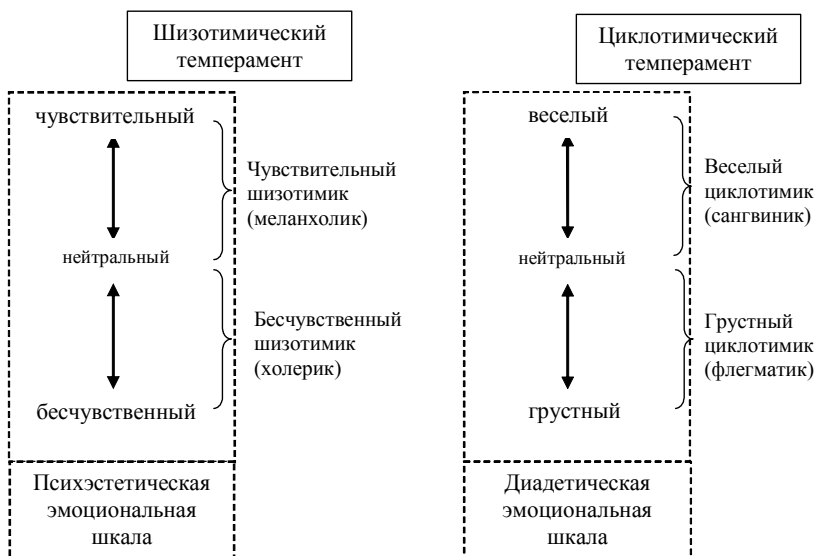 Шизотимический
темперамент
чувствительный
Чувствительный
шизотимик
(меланхолик)
нейтральный
Бесчувственный
шизотимик
(холерик)
бесчувственный
Психэстетическая
эмоциональная
шкала
Циклотимический
темперамент
веселый
Веселый
циклотимик
(сангвиник)
нейтральный
Грустный
циклотимик
(флегматик)
грустный
Диадетическая
эмоциональная
шкала